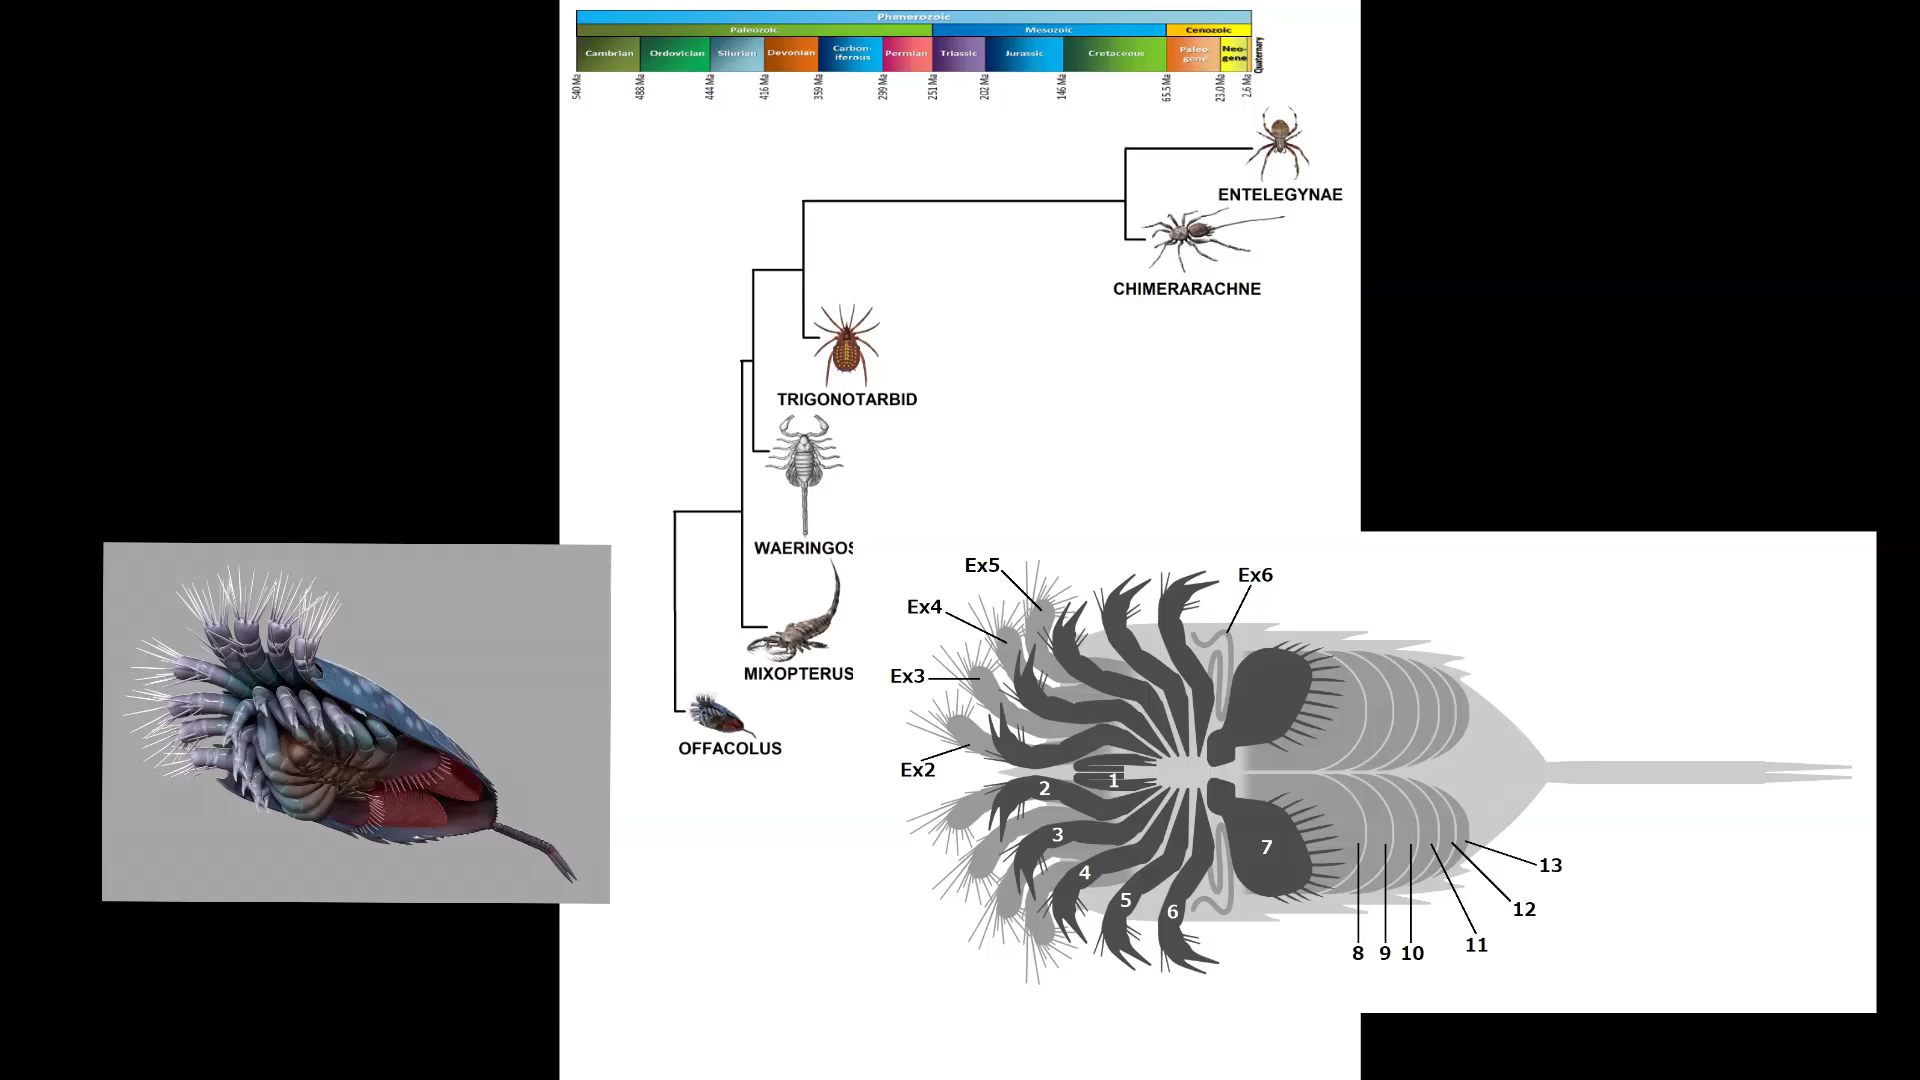 Phanerozoic
Paleozoic Mesozoic Cenozoic
Cambrian Ordovician Silurian Devonian Carbon-
iferous Permian Triassic Jurassic Cretaceous Paleo-
gene Neo-
gene Quaternary
540 Ma 488 Ma 444 Ma 416 Ma 359 Ma 299 Ma 251 Ma 202 Ma 146 Ma 65.5 Ma 23.0 Ma 2.6 Ma
ENTELEGYNAE
CHIMERARACHNE
TRIGONOTARBID
WAERINGOS
MIXOPTERUS
OFFACOLUS
Ex5
Ex6
Ex4
Ex3
Ex2
1
2
3
4
5
6
7
8
9
10
11
12
13